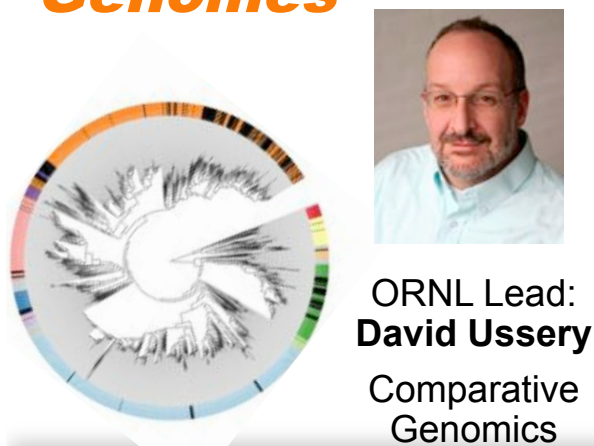 Genomics
ORNL Lead:
David Ussery
Comparative
Genomics